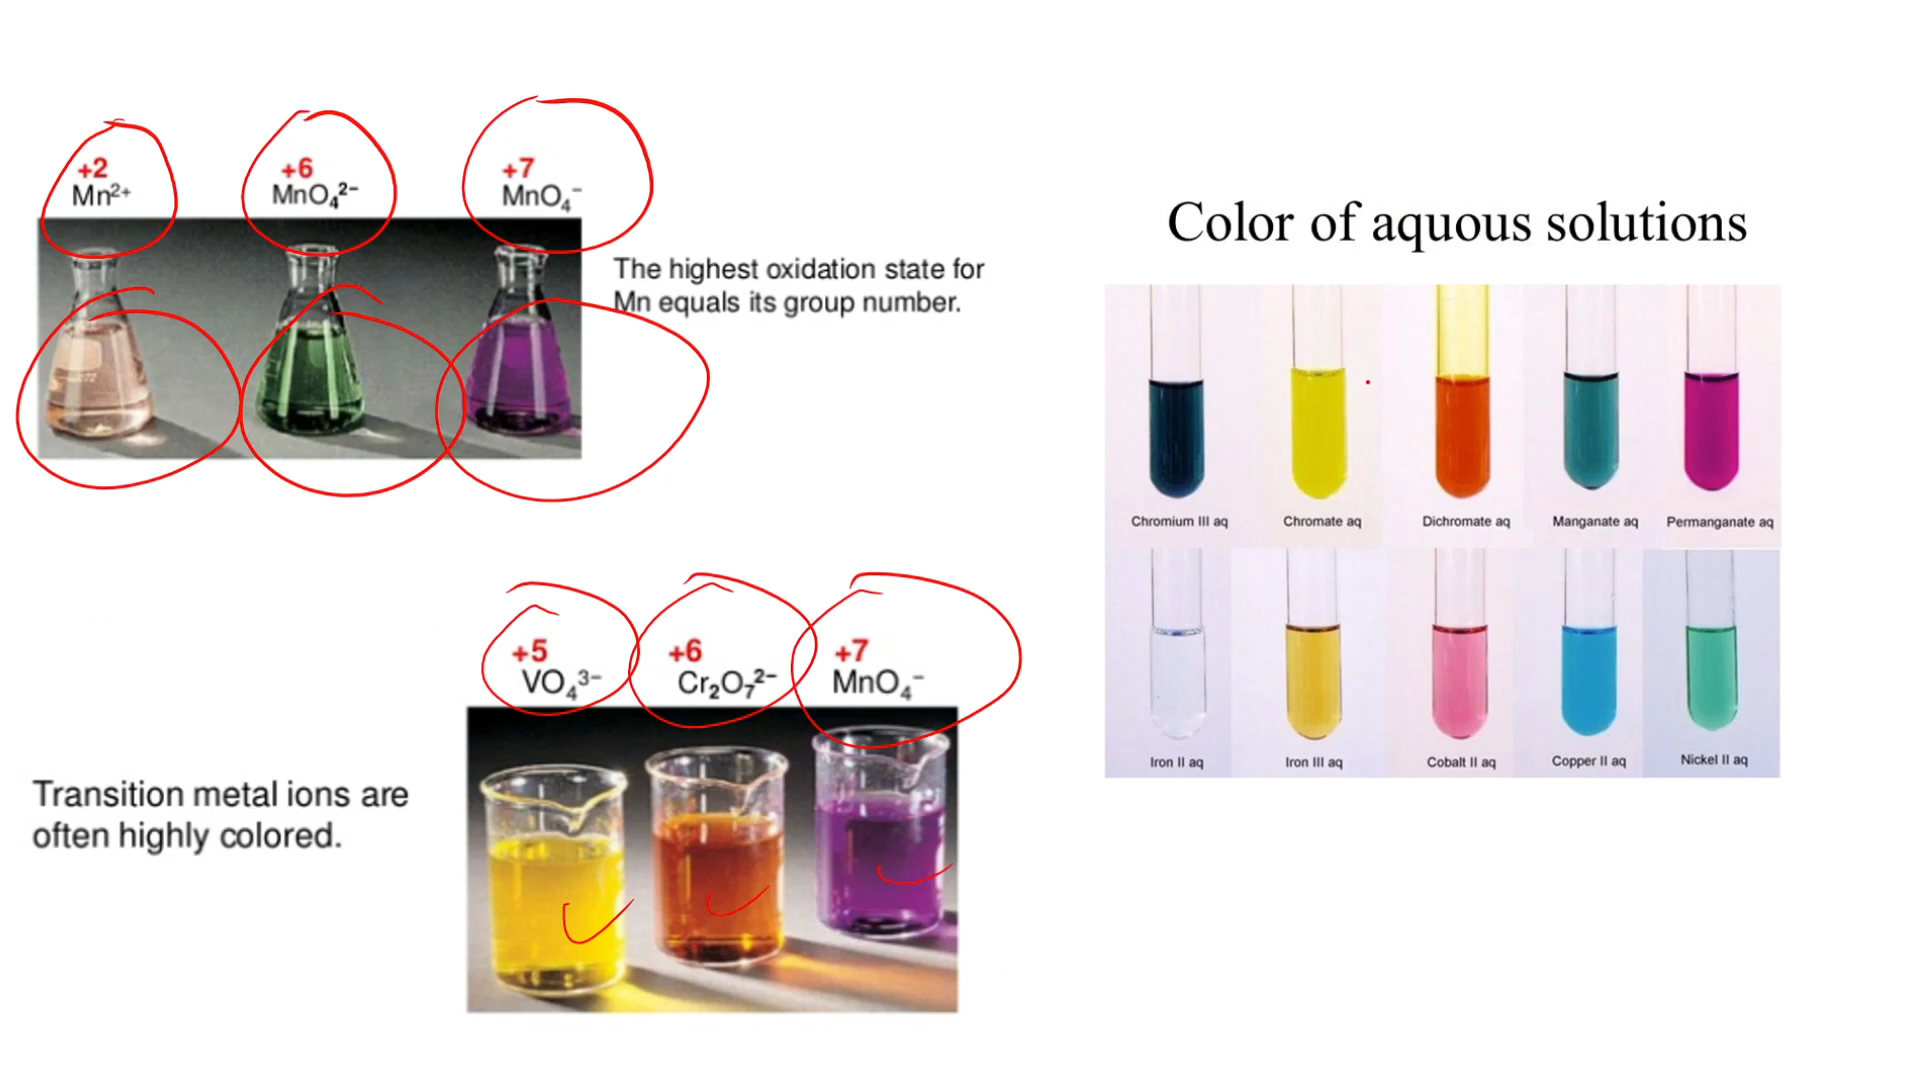 +2
Mn²⁺
+6
MnO₄²⁻
+7
MnO₄⁻
The highest oxidation state for
Mn equals its group number.
+5
VO₄³⁻
+6
Cr₂O₇²⁻
+7
MnO₄⁻
Transition metal ions are
often highly colored.
Color of aquous solutions
Chromium III aq
Chromate aq
Dichromate aq
Manganate aq
Permanganate aq
Iron II aq
Iron III aq
Cobalt II aq
Copper II aq
Nickel II aq